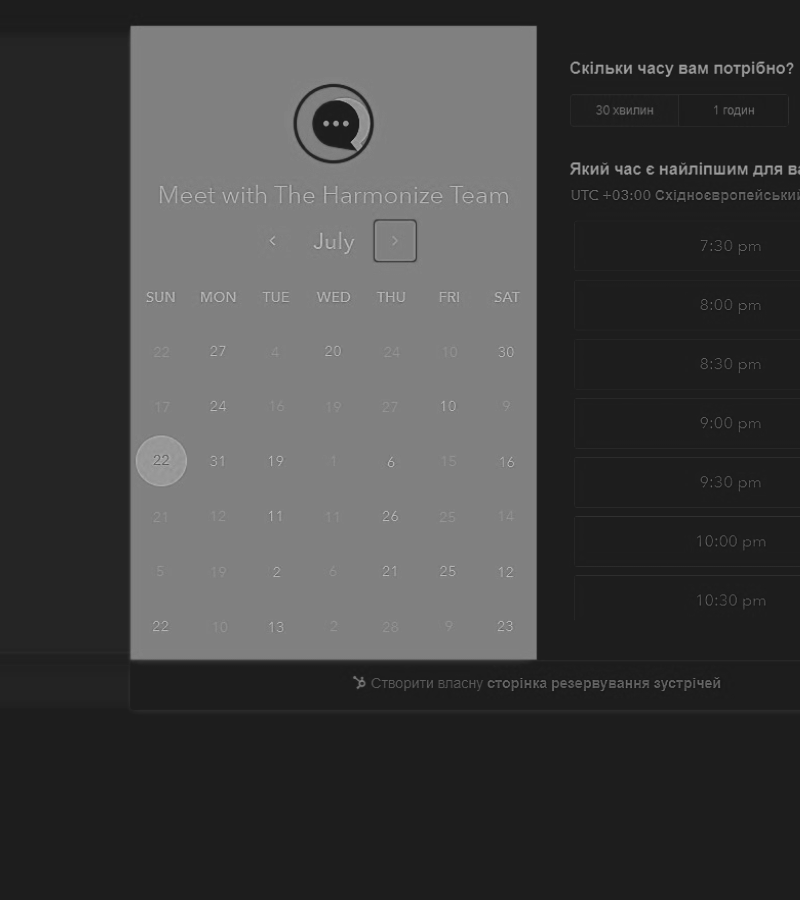 Meet with The Harmonize Team
July
SUN MON TUE WED THU FRI SAT
22 27 4 20 24 10 30
17 24 16 19 27 10 9
22 31 19 1 6 15 16
21 12 11 11 26 25 14
5 19 2 6 21 25 12
22 10 13 2 28 9 23
Скільки часу вам потрібно?
30 хвилин 1 годин
Який час є найліпшим для
UTC +03:00 Східноєвропейський
7:30 pm
8:00 pm
8:30 pm
9:00 pm
9:30 pm
10:00 pm
10:30 pm
Створити власну сторінка резервування зустрічей